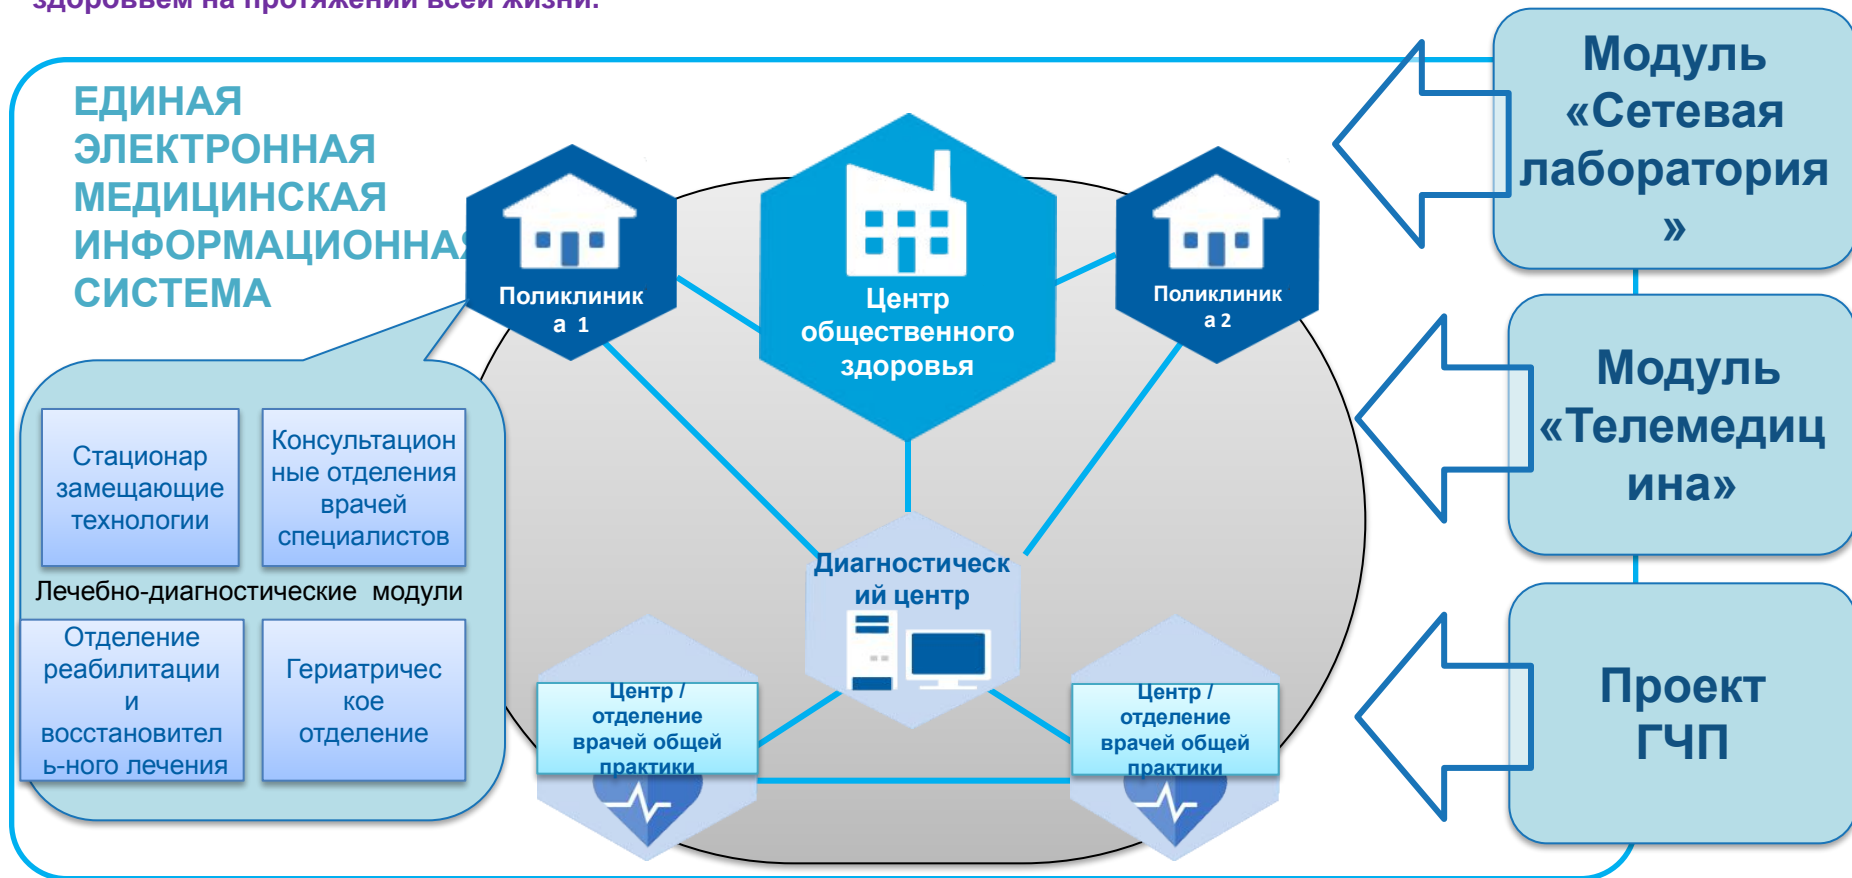 здоровьем на протяжении всей жизни.
ЕДИНАЯ
ЭЛЕКТРОННАЯ
МЕДИЦИНСКАЯ
ИНФОРМАЦИОННАЯ
СИСТЕМА
Поликлиник
а 1
Центр
общественного
здоровья
Поликлиник
а 2
Модуль
«Сетевая
лаборатория
»
Модуль
«Телемедиц
ина»
Проект
ГЧП
Стационар
замещающие
технологии
Консультацион
ные отделения
врачей
специалистов
Лечебно-диагностические модули
Отделение
реабилитации
и
восстановител
ь-ного лечения
Гериатричес
кое
отделение
Диагностическ
ий центр
Центр /
отделение
врачей общей
практики
Центр /
отделение
врачей общей
практики